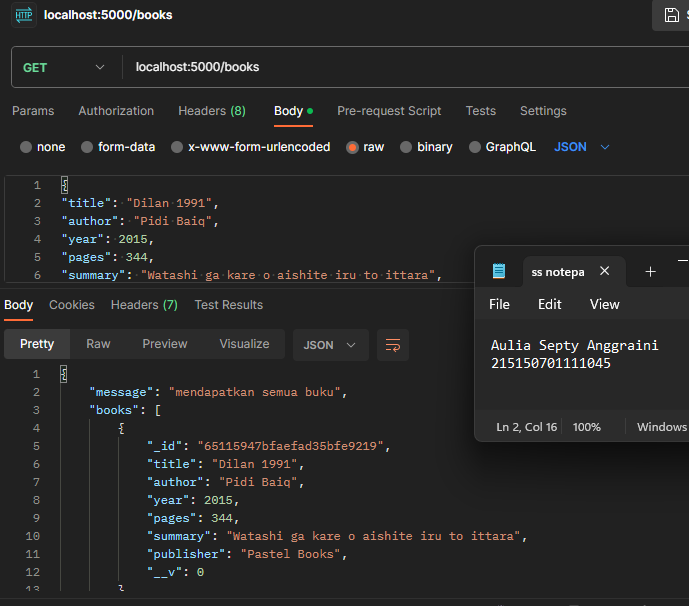 HTTP localhost:5000/books
GET localhost:5000/books
Params Authorization Headers (8) Body Pre-request Script Tests Settings
none form-data x-www-form-urlencoded raw binary GraphQL JSON
1 {
2 "title": "Dilan 1991",
3 "author": "Pidi Baiq",
4 "year": 2015,
5 "pages": 344,
6 "summary": "Watashi ga kare o aishite iru to ittara",
ss notepa
File Edit View
Aulia Septy Anggraini
215150701111045
Ln 2, Col 16 100% Windows
Body Cookies Headers (7) Test Results
Pretty Raw Preview Visualize JSON
1 {
2 "message": "mendapatkan semua buku",
3 "books": [
4 {
5 "_id": "65115947bfaefad35bfe9219",
6 "title": "Dilan 1991",
7 "author": "Pidi Baiq",
8 "year": 2015,
9 "pages": 344,
10 "summary": "Watashi ga kare o aishite iru to ittara",
11 "publisher": "Pastel Books",
12 "__v": 0
13 }